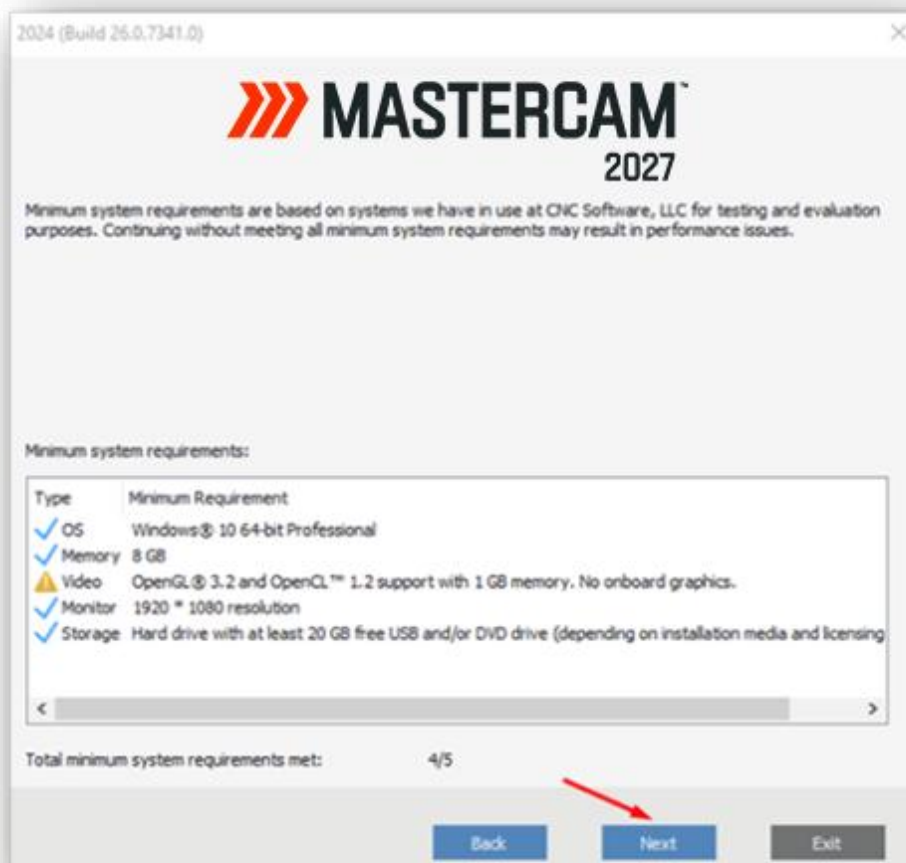 2024 (Build 26.0.7341.0)
MASTERCAM™
2027
Minimum system requirements are based on systems we have in use at CNC Software, LLC for testing and evaluation
purposes. Continuing without meeting all minimum system requirements may result in performance issues.
Minimum system requirements:
Type Minimum Requirement
OS Windows® 10 64-bit Professional
Memory 8 GB
Video OpenGL® 3.2 and OpenCL™ 1.2 support with 1 GB memory. No onboard graphics.
Monitor 1920 * 1080 resolution
Storage Hard drive with at least 20 GB free USB and/or DVD drive (depending on installation media and licensing
Total minimum system requirements met: 4/5
Back Next Exit